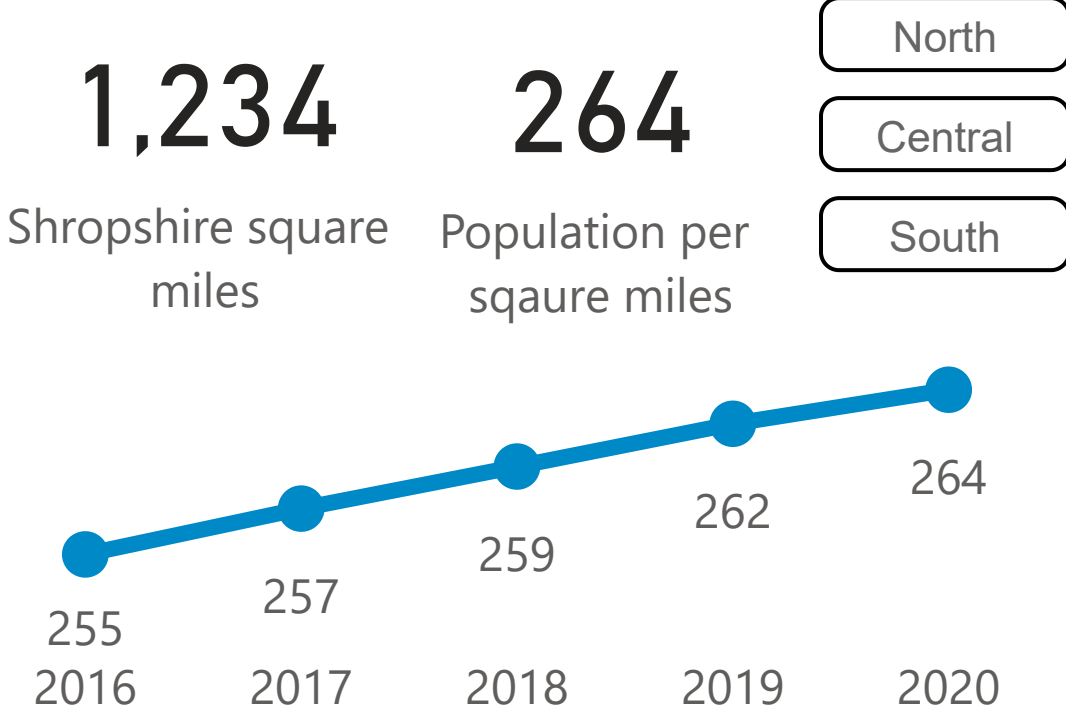 1,234
Shropshire square
miles
264
Population per
sqaure miles
North
Central
South
255
257
259
262
264
2016
2017
2018
2019
2020